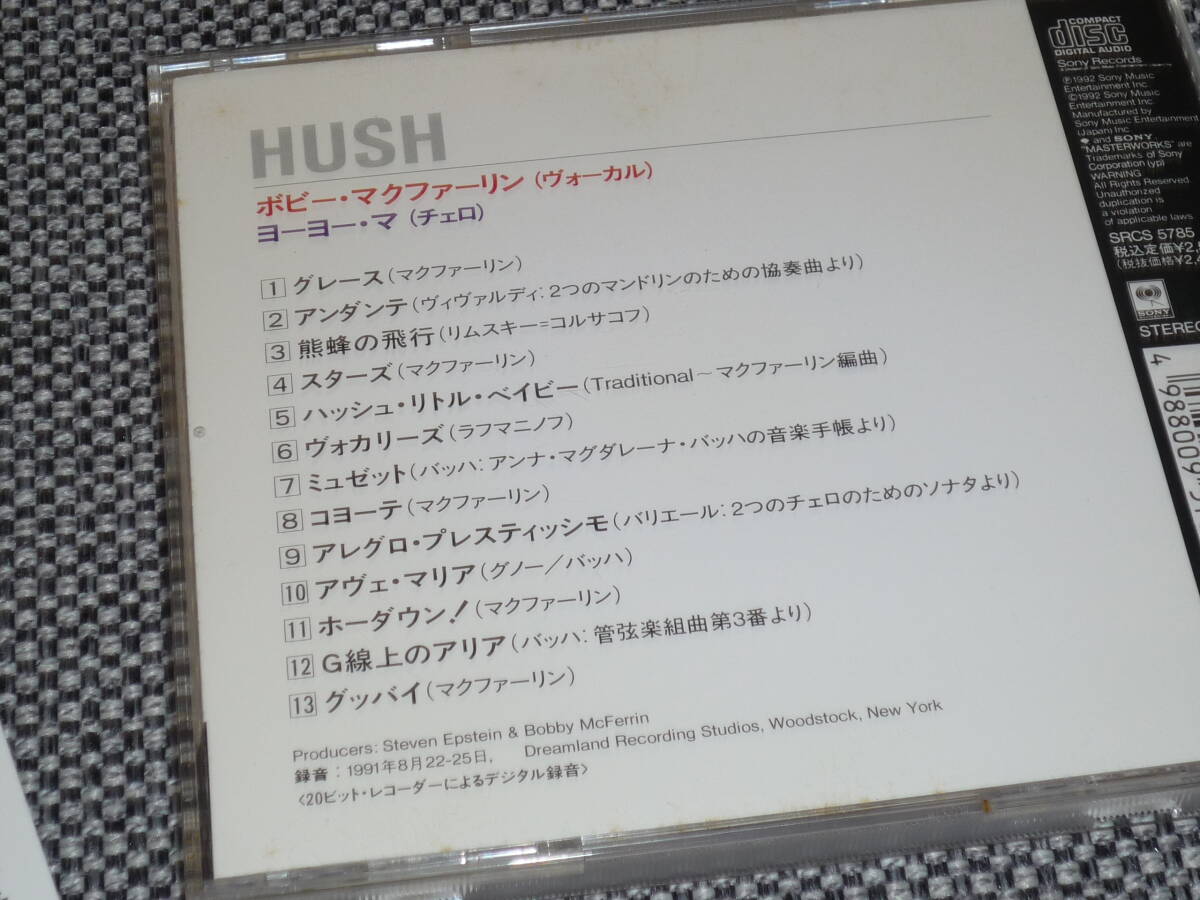 HUSH
ボビー・マクファーリン (ヴォーカル)
ヨーヨー・マ (チェロ)
1 グレース(マクファーリン)
2 アンダンテ(ヴィヴァルディ: 2つのマンドリンのための協奏曲より)
3 熊蜂の飛行(リムスキー=コルサコフ)
4 スターズ(マクファーリン)
5 ハッシュ・リトル・ベイビー(Traditional～マクファーリン編曲)
6 ヴォカリーズ(ラフマニノフ)
7 ミュゼット(バッハ: アンナ・マグダレーナ・バッハの音楽手帳より)
8 コヨーテ(マクファーリン)
9 アレグロ・プレスティッシモ(バリエール: 2つのチェロのためのソナタより)
10 アヴェ・マリア(グノー/バッハ)
11 ホーダウン!(マクファーリン)
12 G線上のアリア(バッハ: 管弦楽組曲第3番より)
13 グッバイ(マクファーリン)
Producers: Steven Epstein & Bobby McFerrin
録音：1991年8月22-25日, Dreamland Recording Studios, Woodstock, New York
〈20ビット・レコーダーによるデジタル録音〉
COMPACT
disc
DIGITAL AUDIO
Sony Records
℗1992 Sony Music
Entertainment Inc
©1992 Sony Music
Entertainment Inc
Manufactured by
Sony Music Entertainment
(Japan) Inc
and SONY,
"MASTERWORKS" are
Trademarks of Sony
Corporation (yp)
WARNING
All Rights Reserved
Unauthorized
duplication is
a violation
of applicable laws
SRCS 5785
税込定価¥2,
(税抜価格¥2,4
SONY
STEREO
4 988009